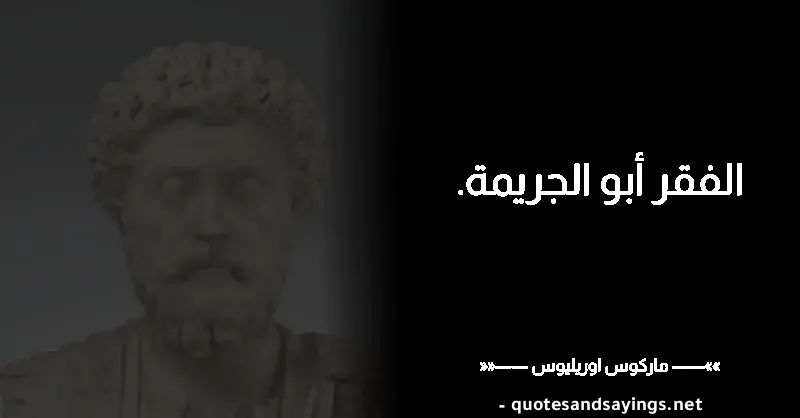 الفقر أبو الجريمة.
»»—— ماركوس اوريليوس ——««
- quotesandsayings.net